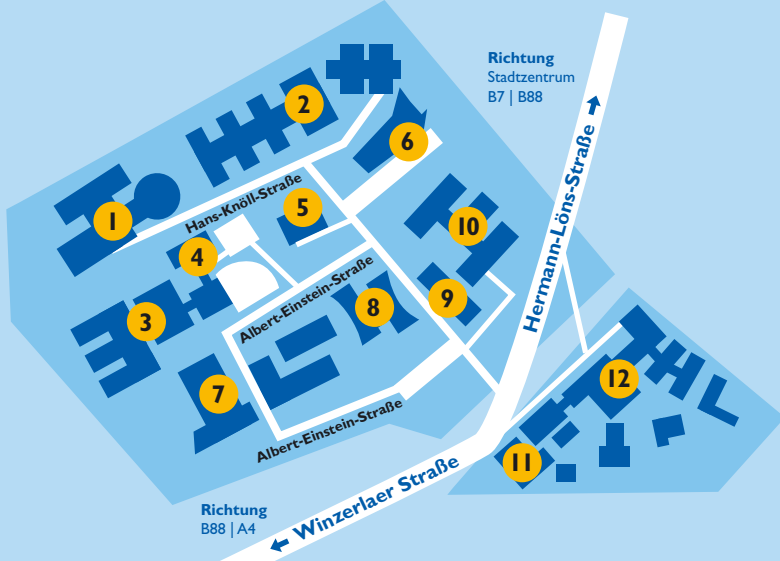 Richtung
Stadtzentrum
B7 | B88
2
6
Hans-Knöll-Straße
5
1
10
4
Hermann-Löns-Straße
Albert-Einstein-Straße
9
8
3
12
7
Albert-Einstein-Straße
11
Winzerlaer Straße
Richtung
B88 | A4